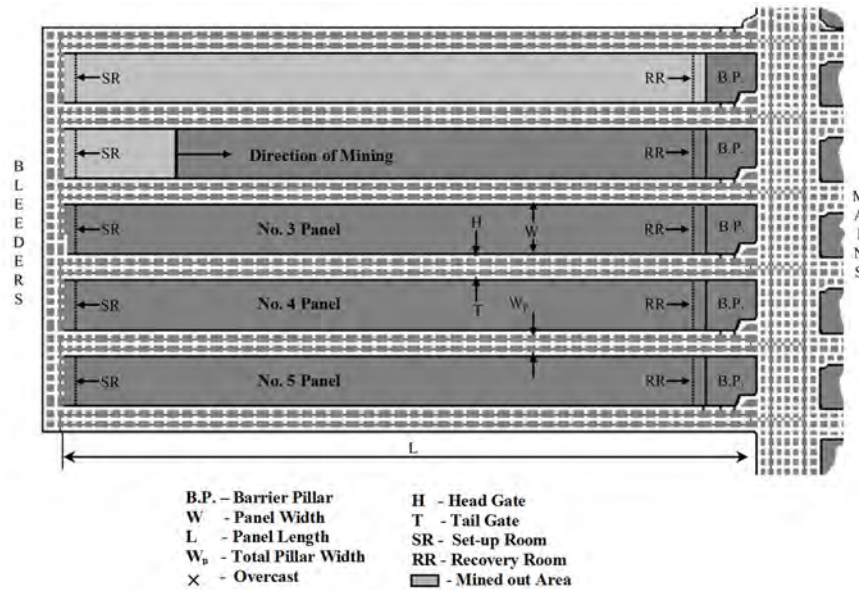 SR RR B.P.
SR Direction of Mining RR B.P.
BLEEDERS
MAINS
SR No. 3 Panel H W RR B.P.
SR No. 4 Panel T Wp RR B.P.
SR No. 5 Panel RR B.P.
L
B.P. – Barrier Pillar
W - Panel Width
L - Panel Length
Wp - Total Pillar Width
× - Overcast
H - Head Gate
T - Tail Gate
SR - Set-up Room
RR - Recovery Room
- Mined out Area